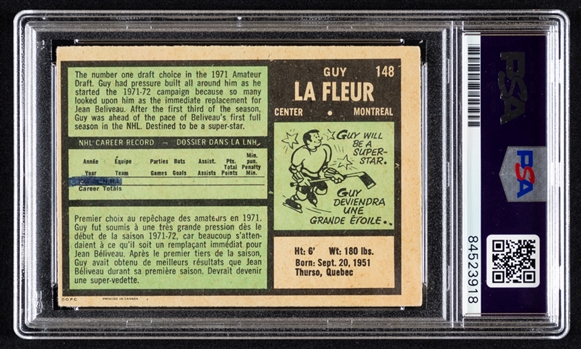 The number one draft choice in the 1971 Amateur
Draft. Guy had pressure built all around him as he
started the 1971-72 campaign because so many
looked upon him as the immediate replacement for
Jean Beliveau. After the first third of the season,
Guy was ahead of the pace of Beliveau's first full
season in the NHL. Destined to be a super-star.
NHL CAREER RECORD — DOSSIER DANS LA LNH
Année Équipe Parties Buts Assist. Pts. Min. pun.
Year Team Games Goals Assists Total Points Penalty Min.
Career Totals
Premier choix au repêchage des amateurs en 1971.
Guy fut soumis à une très grande pression dès le
début de la saison 1971-72, car beaucoup s'atten-
daient à ce qu'il soit un remplaçant immédiat pour
Jean Béliveau. Après le premier tiers de la saison,
Guy avait obtenu de meilleurs résultats que Jean
Béliveau durant sa première saison. Devrait devenir
une super-vedette.
O.P.C. PRINTED IN CANADA
GUY 148
LA FLEUR
CENTER • MONTREAL
GUY WILL
BE A
SUPER-
STAR.
GUY
DEVIENDRA
UNE
GRANDE ÉTOILE.
Ht: 6' Wt: 180 lbs.
Born: Sept. 20, 1951
Thurso, Quebec
PSA
PSA
84523918